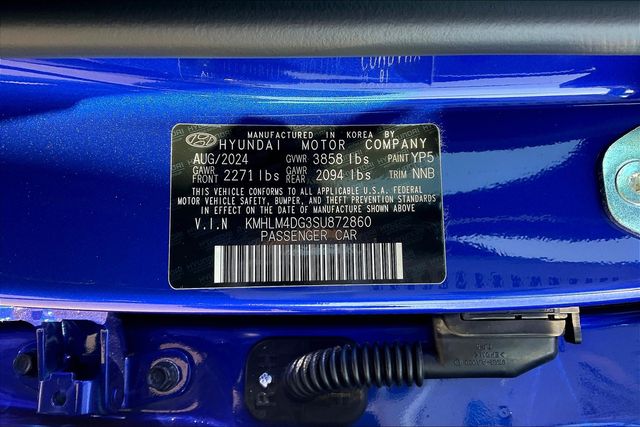 MANUFACTURED IN KOREA BY
HYUNDAI MOTOR COMPANY
AUG/2024 GVWR 3858 lbs PAINT YP5
GAWR FRONT 2271 lbs GAWR REAR 2094 lbs TRIM NNB
THIS VEHICLE CONFORMS TO ALL APPLICABLE U.S.A. FEDERAL
MOTOR VEHICLE SAFETY, BUMPER, AND THEFT PREVENTION STANDARDS
IN EFFECT ON THE DATE OF MANUFACTURE SHOWN ABOVE.
V.I.N KMHLM4DG3SU872860
PASSENGER CAR